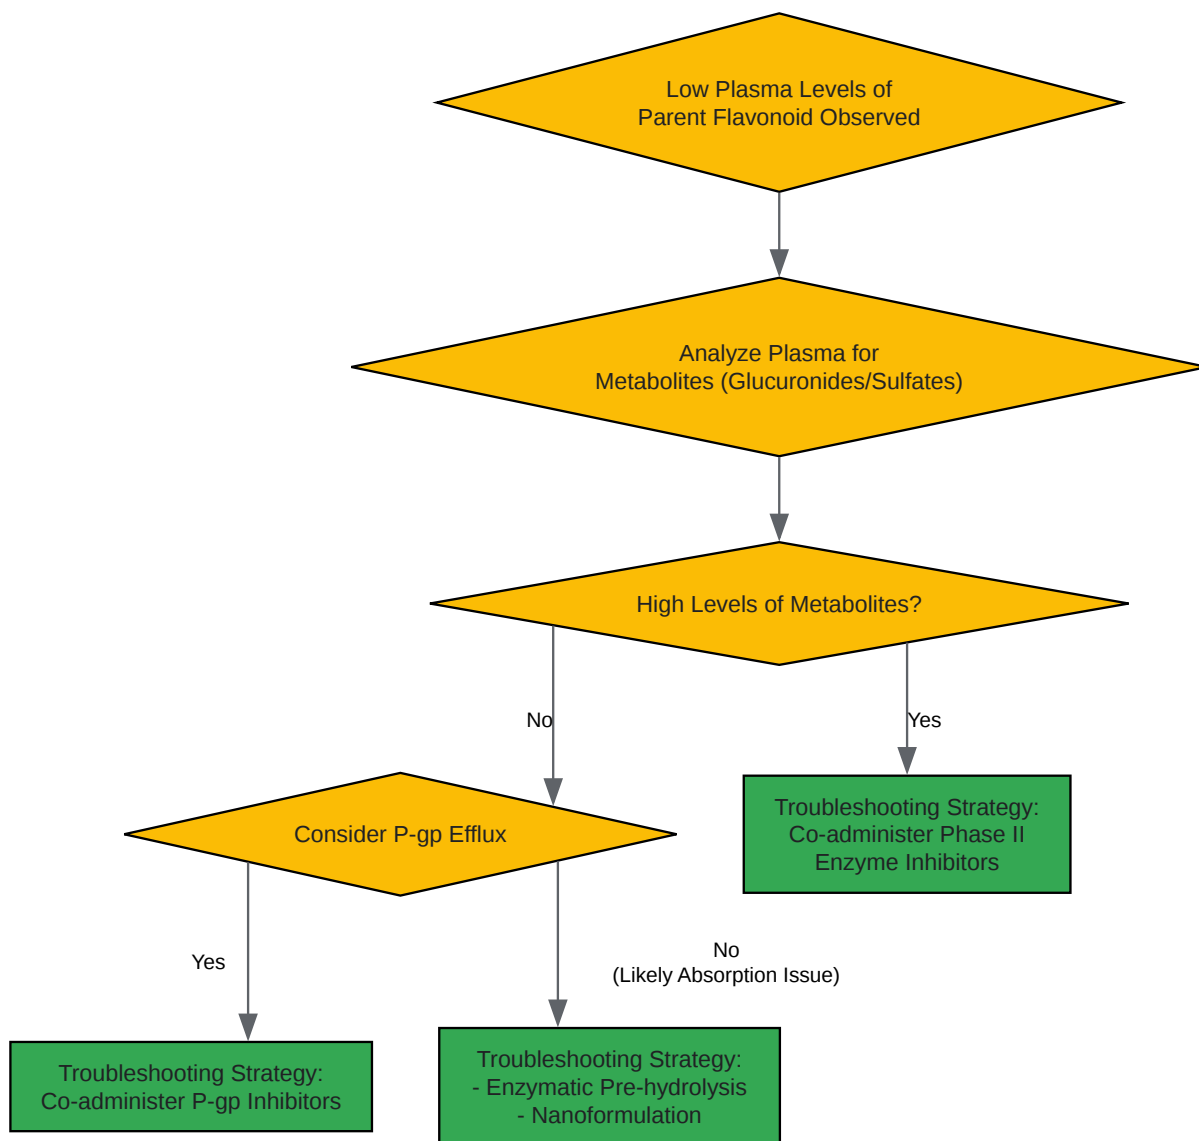 Low Plasma Levels of
Parent Flavonoid Observed
Analyze Plasma for
Metabolites (Glucuronides/Sulfates)
High Levels of Metabolites?
No
Yes
Consider P-gp Efflux
Troubleshooting Strategy:
Co-administer Phase II
Enzyme Inhibitors
Yes
No
(Likely Absorption Issue)
Troubleshooting Strategy:
Co-administer P-gp Inhibitors
Troubleshooting Strategy:
- Enzymatic Pre-hydrolysis
- Nanoformulation